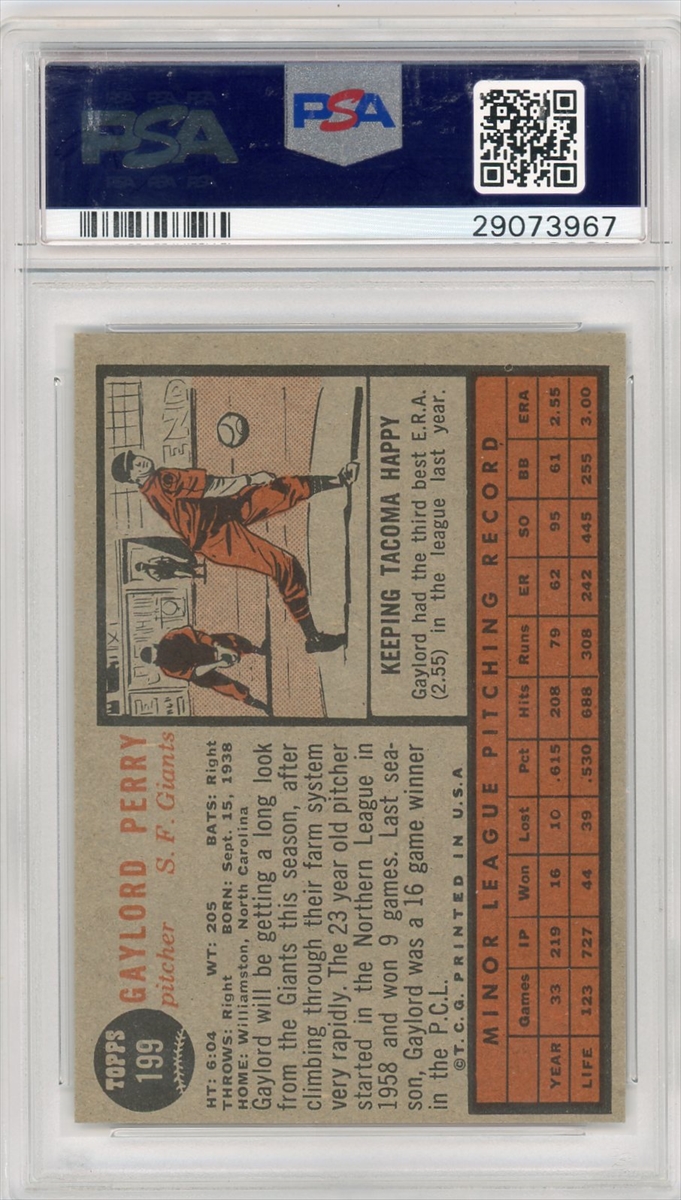 PSA
PSA
29073967
TOPPS
199
GAYLORD PERRY
pitcher S. F. Giants
HT: 6:04 WT: 205 BATS: Right
THROWS: Right BORN: Sept. 15, 1938
HOME: Williamston, North Carolina
Gaylord will be getting a long look
from the Giants this season, after
climbing through their farm system
very rapidly. The 23 year old pitcher
started in the Northern League in
1958 and won 9 games. Last sea-
son, Gaylord was a 16 game winner
in the P.C.L.
©T.C.G. PRINTED IN U.S.A.
KEEPING TACOMA HAPPY
Gaylord had the third best E.R.A.
(2.55) in the league last year.
MINOR LEAGUE PITCHING RECORD
Games IP Won Lost Pct Hits Runs ER SO BB ERA
YEAR 33 219 16 10 .615 208 79 62 95 61 2.55
LIFE 123 727 44 39 .530 688 308 242 445 255 3.00